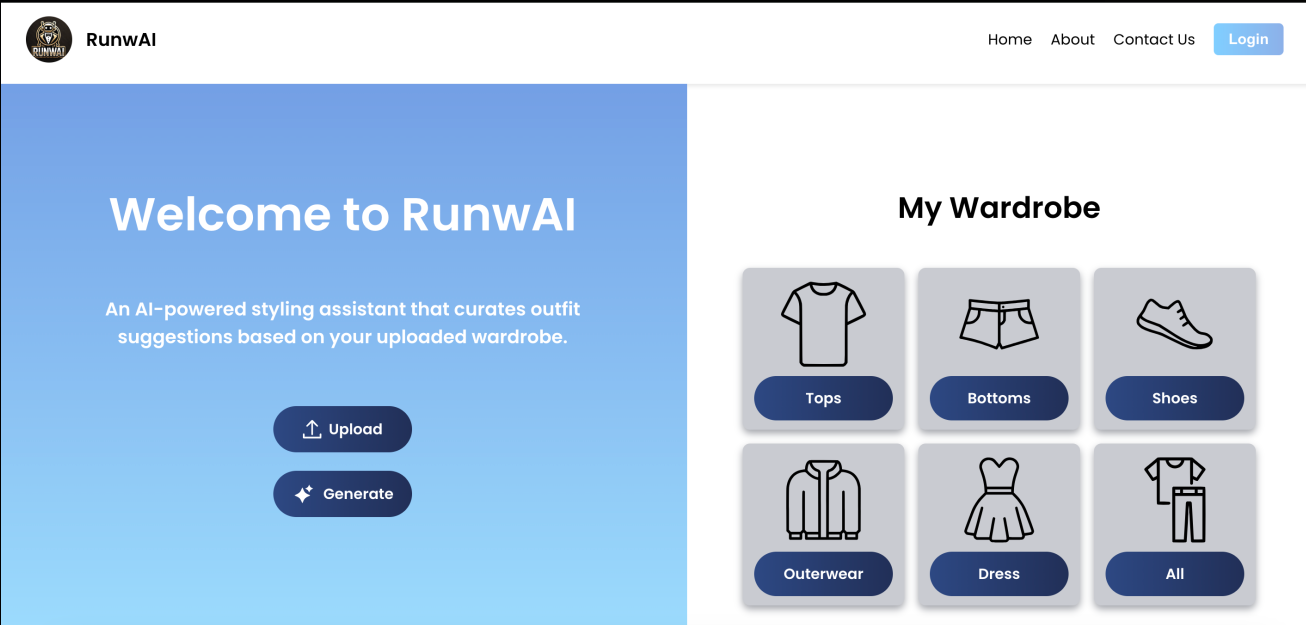 RUNWAI
RunwAI
Home
About
Contact Us
Login
Welcome to RunwAI
An AI-powered styling assistant that curates outfit
suggestions based on your uploaded wardrobe.
Upload
Generate
My Wardrobe
Tops
Bottoms
Shoes
Outerwear
Dress
All